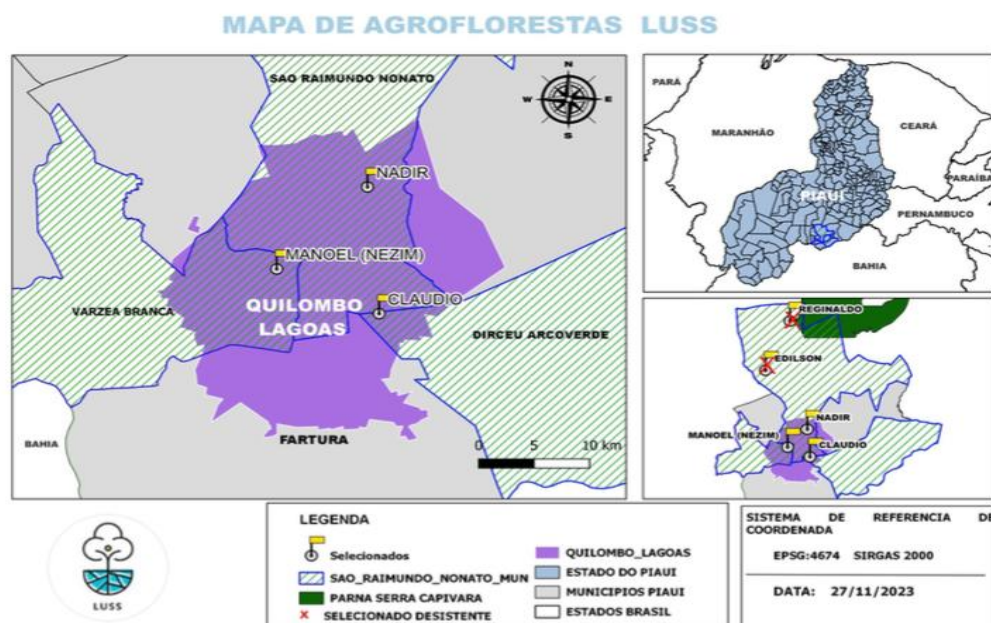 MAPA DE AGROFLORESTAS LUSS
SAO RAIMUNDO NONATO
N
W
E
S
NADIR
MANOEL (NEZIM)
CLAUDIO
QUILOMBO
LAGOAS
VARZEA BRANCA
DIRCEU ARCOVERDE
FARTURA
BAHIA
0 5 10 km
PARÁ
MARANHÃO
CEARÁ
PARAÍBA
PIAUÍ
PERNAMBUCO
BAHIA
REGINALDO
EDILSON
NADIR
MANOEL (NEZIM)
CLAUDIO
LUSS
LEGENDA
Selecionados
SAO_RAIMUNDO_NONATO_MUN
PARNA SERRA CAPIVARA
SELECIONADO DESISTENTE
QUILOMBO_LAGOAS
ESTADO DO PIAUI
MUNICIPIOS PIAUI
ESTADOS BRASIL
SISTEMA DE REFERENCIA DE
COORDENADA
EPSG:4674 SIRGAS 2000
DATA: 27/11/2023